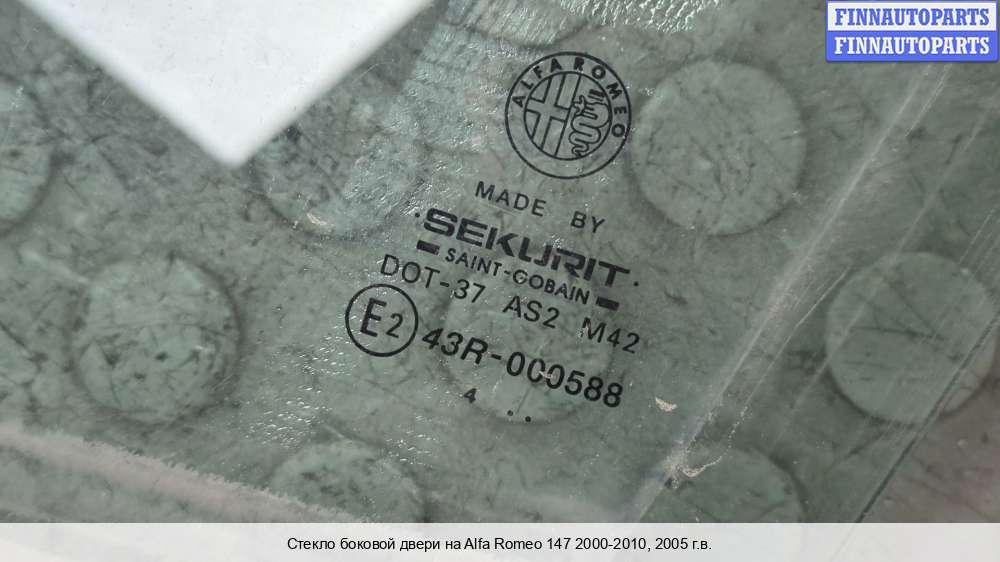 FINNAUTOPARTS
FINNAUTOPARTS
ALFA ROMEO
MADE BY
SEKURIT
SAINT-GOBAIN
DOT-37 AS2 M42
E2 43R-000588
4 ..
Стекло боковой двери на Alfa Romeo 147 2000-2010, 2005 г.в.